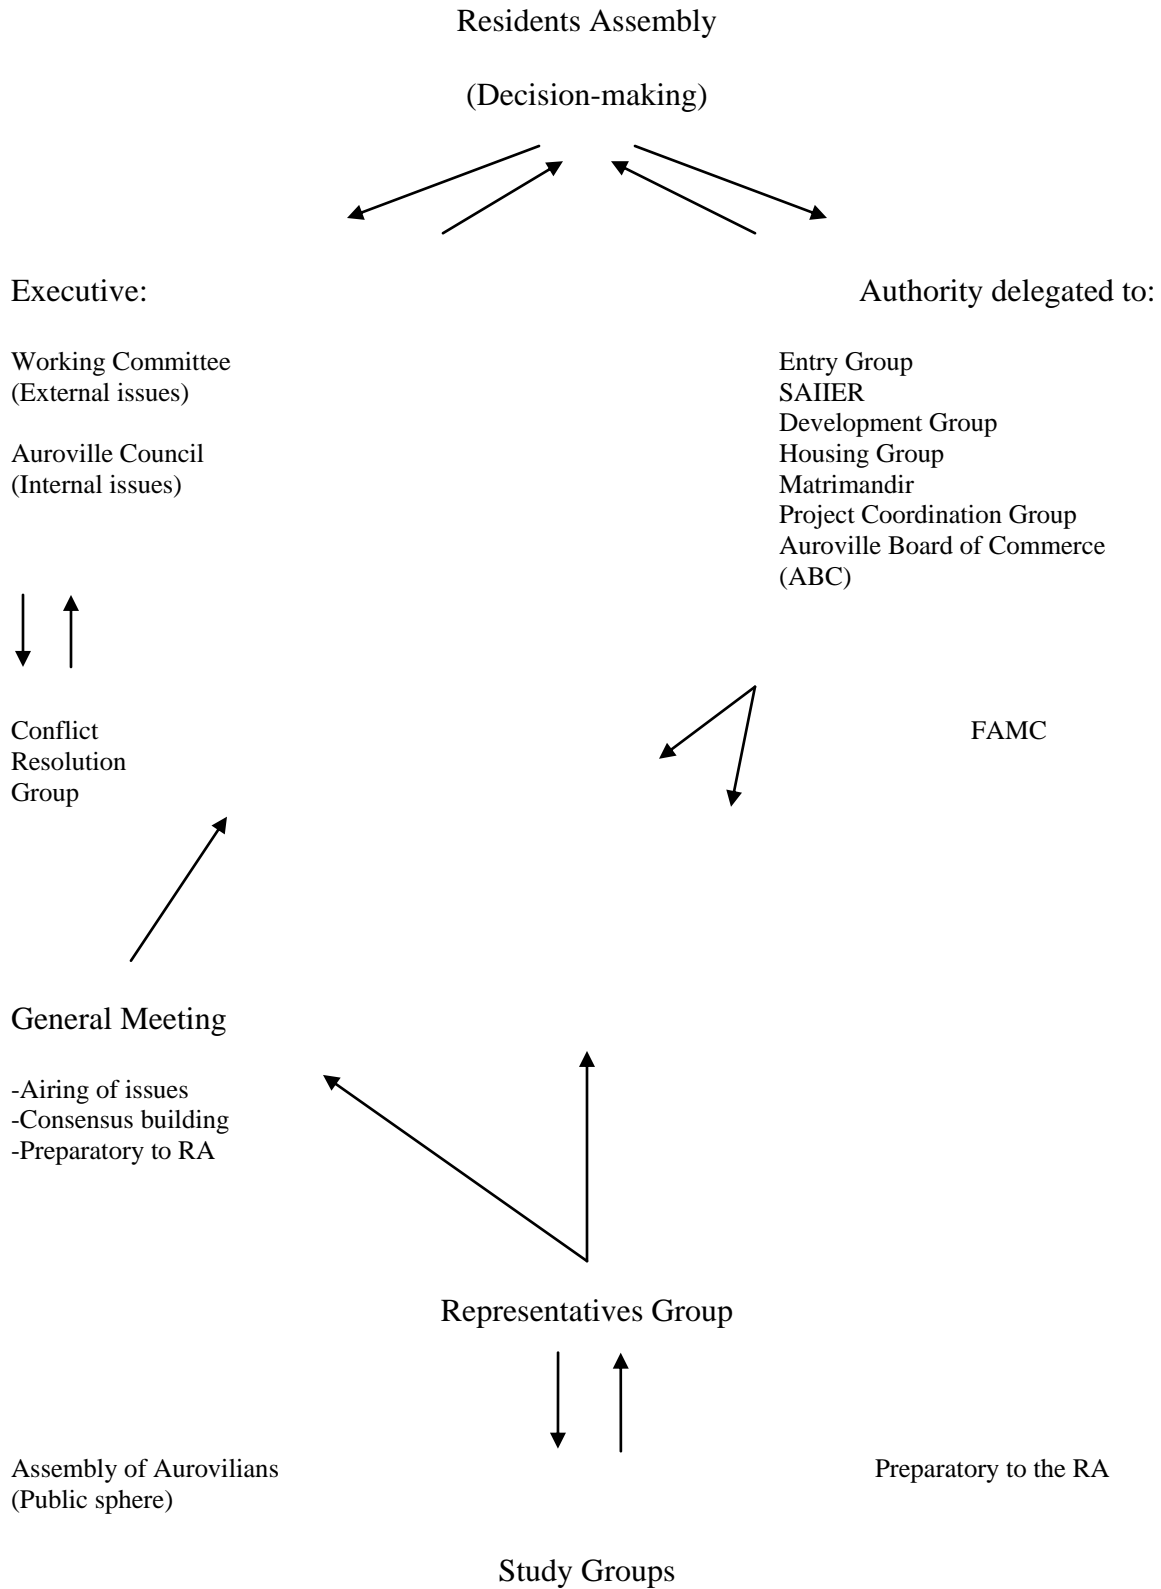 Residents Assembly
(Decision-making)
Executive:
Authority delegated to:
Working Committee
(External issues)
Auroville Council
(Internal issues)
Entry Group
SAIIER
Development Group
Housing Group
Matrimandir
Project Coordination Group
Auroville Board of Commerce
(ABC)
Conflict
Resolution
Group
FAMC
General Meeting
-Airing of issues
-Consensus building
-Preparatory to RA
Representatives Group
Assembly of Aurovilians
(Public sphere)
Preparatory to the RA
Study Groups